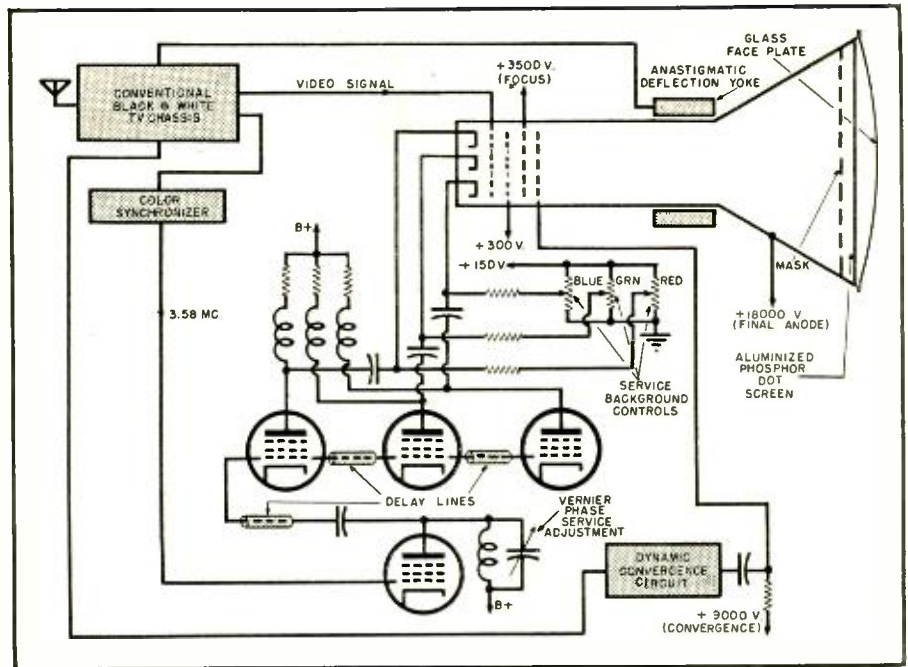 GLASS
FACE PLATE
ANASTIGMATIC
DEFLECTION YOKE
+3500 V.
(FOCUS)
VIDEO SIGNAL
CONVENTIONAL
BLACK & WHITE
TV CHASSIS
COLOR
SYNCHRONIZER
B+
+300 V.
+150 V
BLUE
GRN
RED
MASK
3.58 MC
+18000 V
(FINAL ANODE)
ALUMINIZED
PHOSPHOR
DOT
SCREEN
SERVICE
BACKGROUND
CONTROLS
DELAY LINES
VERNIER
PHASE
SERVICE
ADJUSTMENT
B+
DYNAMIC
CONVERGENCE
CIRCUIT
+ 9000 V
(CONVERGENCE)